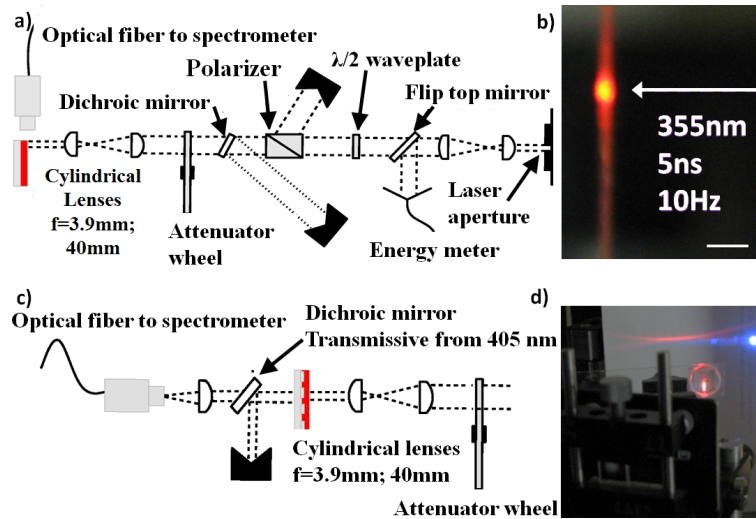 a)
Optical fiber to spectrometer
Polarizer
λ/2 waveplate
Dichroic mirror
Flip top mirror
Cylindrical
Lenses
f=3.9mm;
40mm
Attenuator
wheel
Energy meter
Laser
aperture
b)
355nm
5ns
10Hz
c)
Optical fiber to spectrometer
Dichroic mirror
Transmissive from 405 nm
Cylindrical lenses
f=3.9mm; 40mm
Attenuator wheel
d)